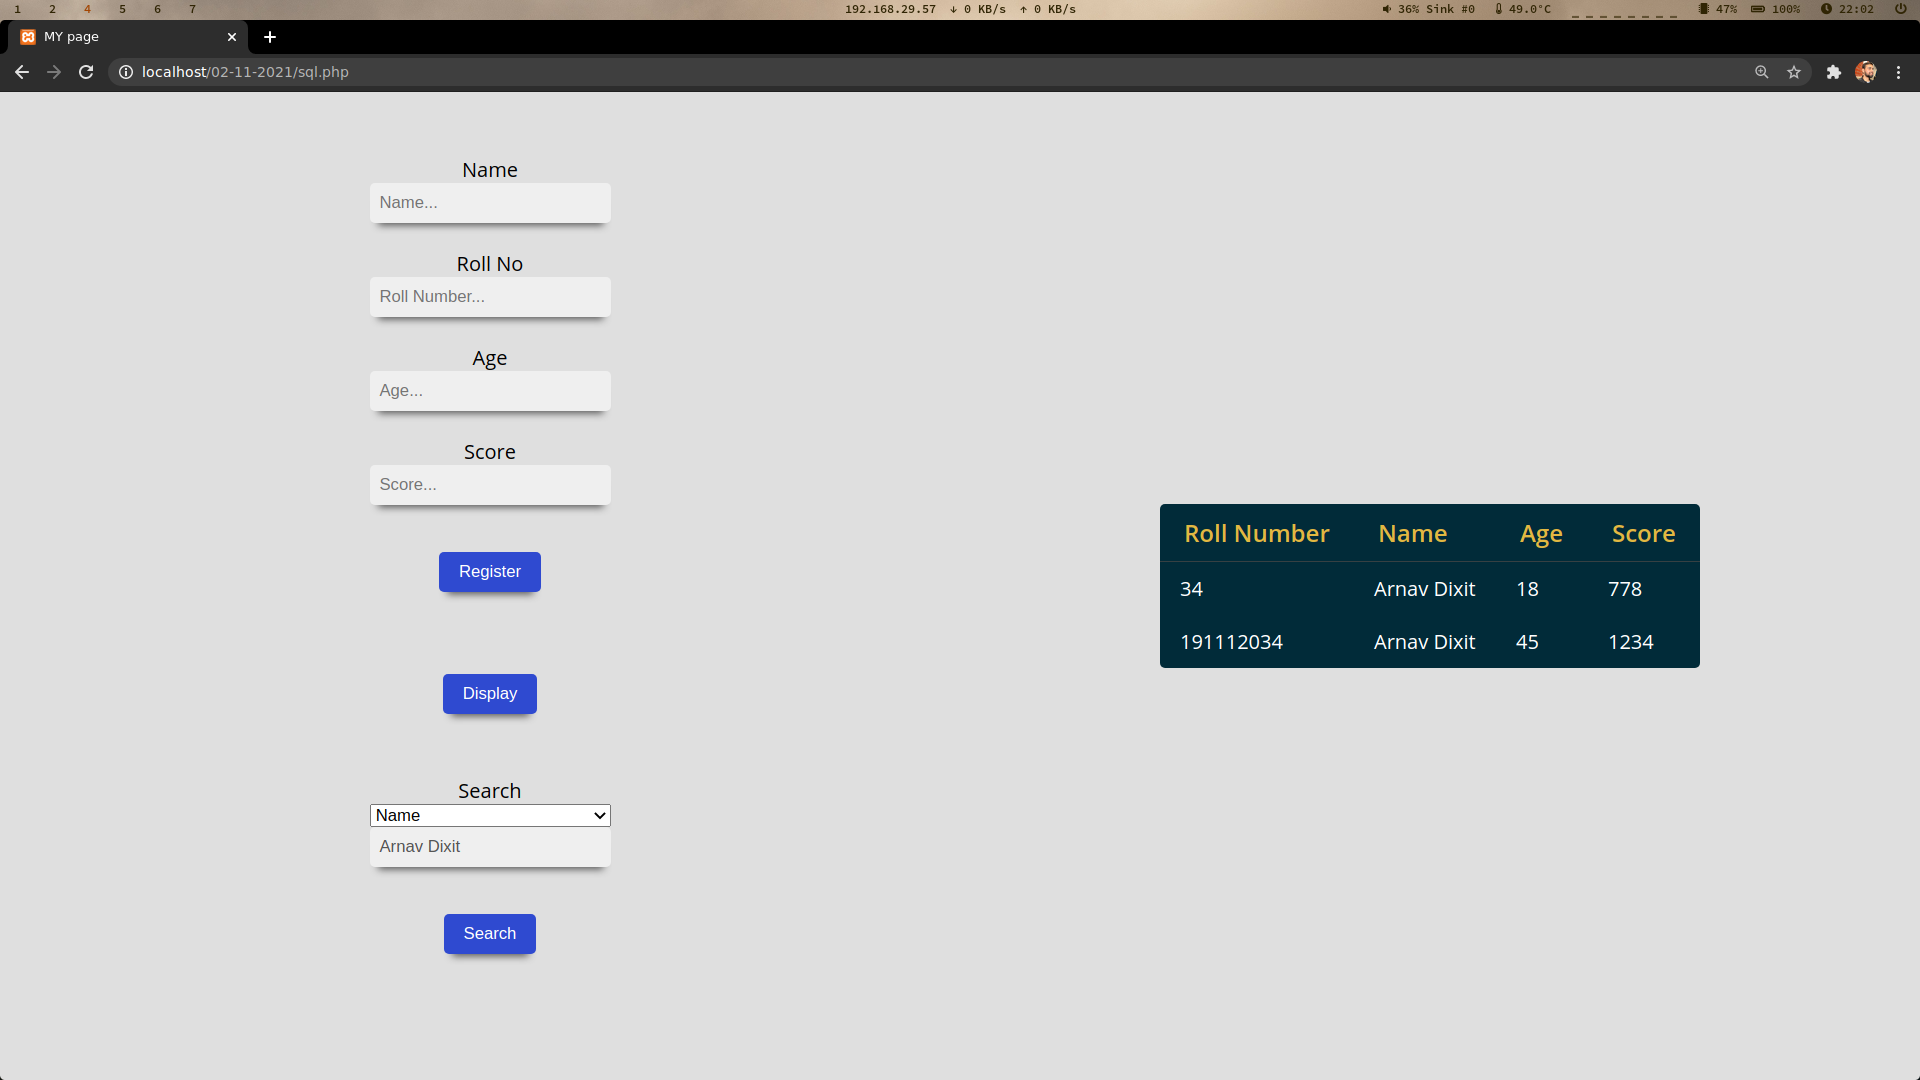 1 2 4 5 6 7 192.168.29.57 ↓ 0 KB/s ↑ 0 KB/s 36% Sink #0 49.0°C 47% 100% 22:02
MY page
localhost/02-11-2021/sql.php
Name
Name...
Roll No
Roll Number...
Age
Age...
Score
Score...
Register
Display
Search
Name
Arnav Dixit
Search
Roll Number Name Age Score
34 Arnav Dixit 18 778
191112034 Arnav Dixit 45 1234